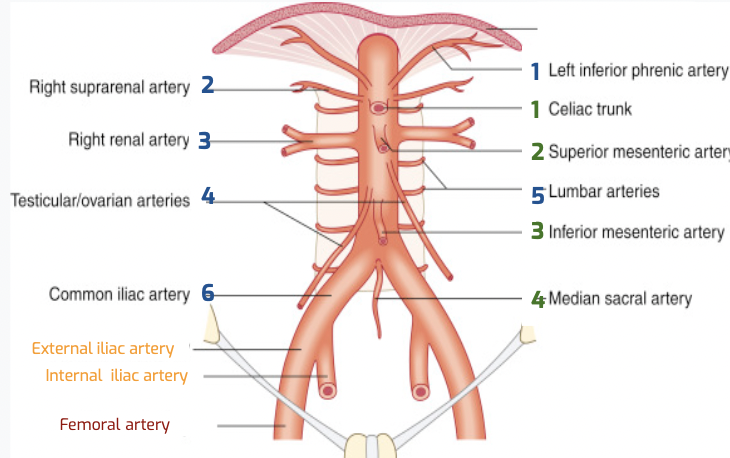 1 Left inferior phrenic artery
Right suprarenal artery 2
1 Celiac trunk
Right renal artery 3
2 Superior mesenteric artery
Testicular/ovarian arteries 4
5 Lumbar arteries
3 Inferior mesenteric artery
Common iliac artery 6
4 Median sacral artery
External iliac artery
Internal iliac artery
Femoral artery